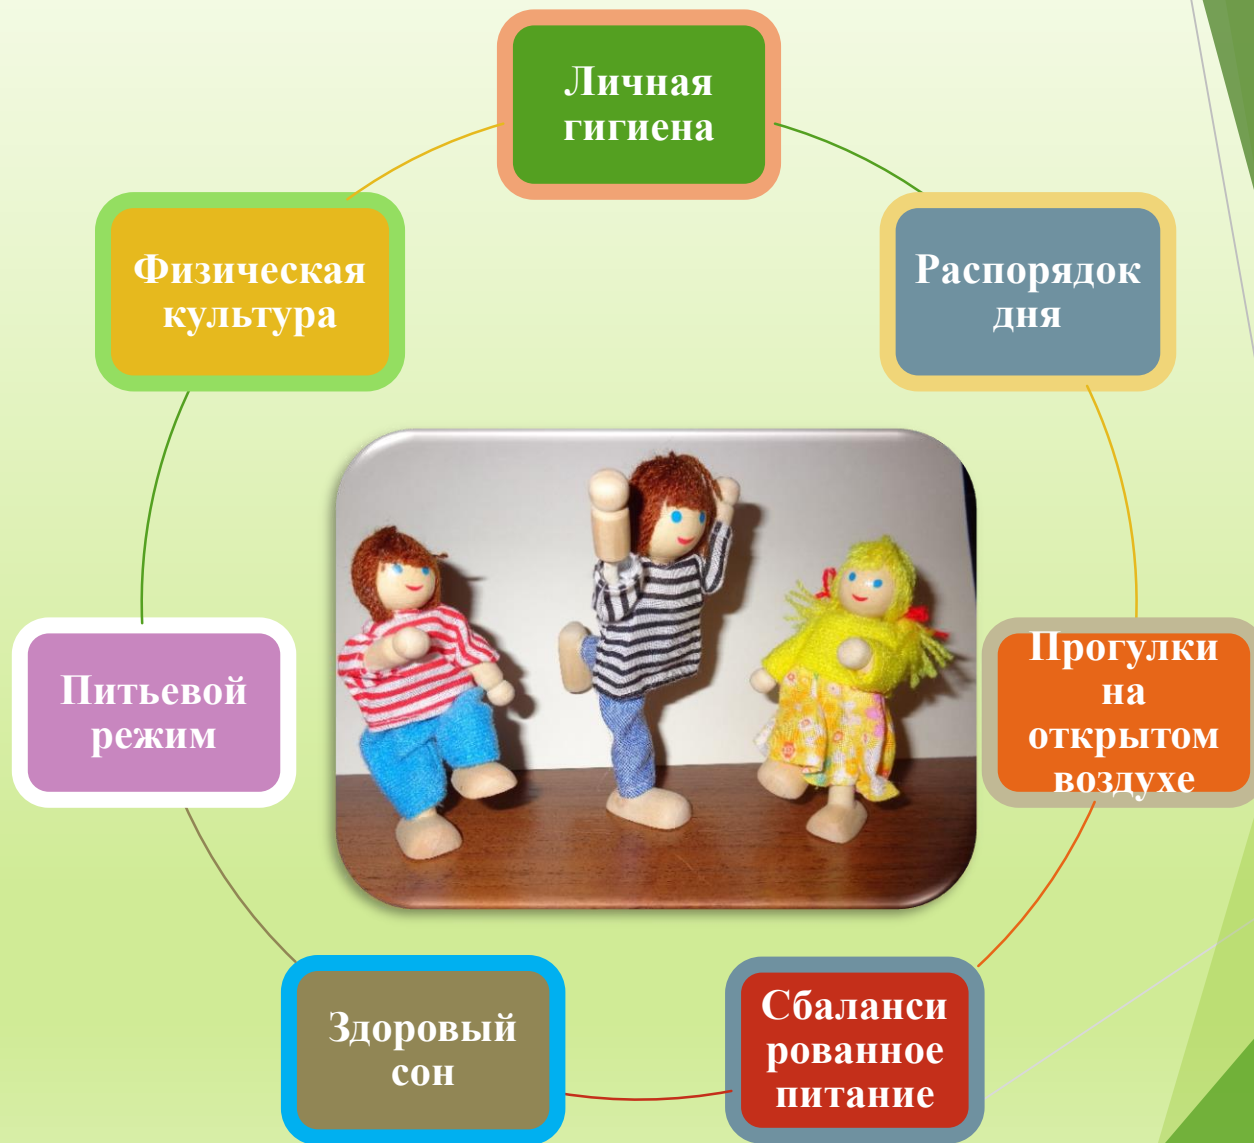 Личная
гигиена
Распорядок
дня
Прогулки
на
открытом
воздухе
Сбаланси
рованное
питание
Здоровый
сон
Питьевой
режим
Физическая
культура